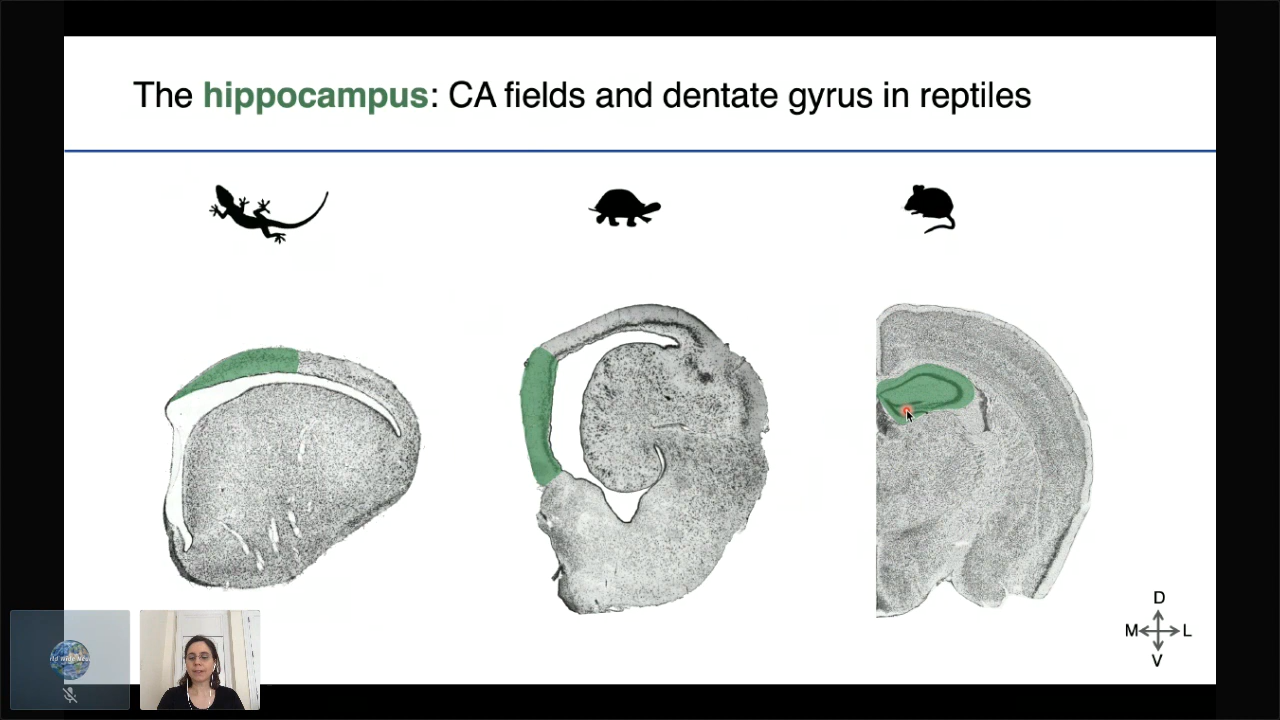 The hippocampus: CA fields and dentate gyrus in reptiles
D
M L
V